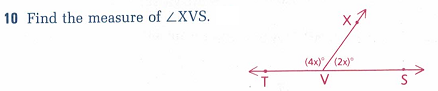 10 Find the measure of ∠XVS.
X
(4x)° (2x)°
T V S